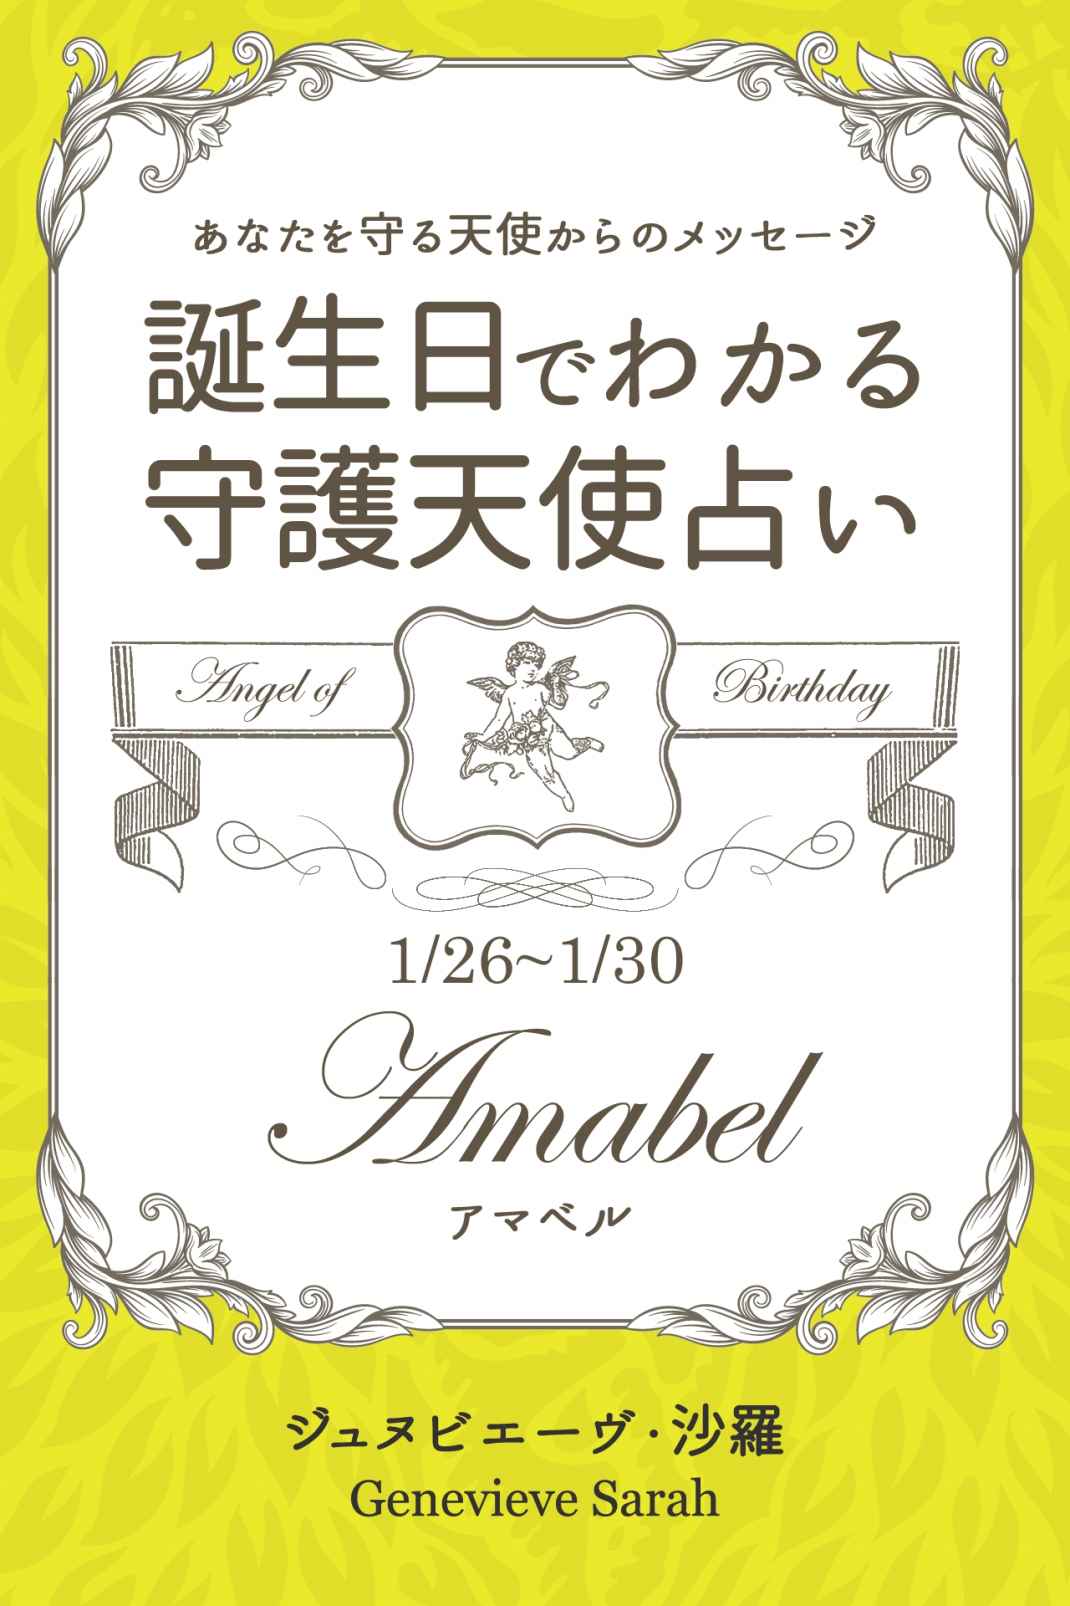 あなたを守る天使からのメッセージ
誕生日でわかる
守護天使占い
Angel of Birthday
1/26~1/30
Amabel
アマベル
ジュヌビエーヴ・沙羅
Genevieve Sarah